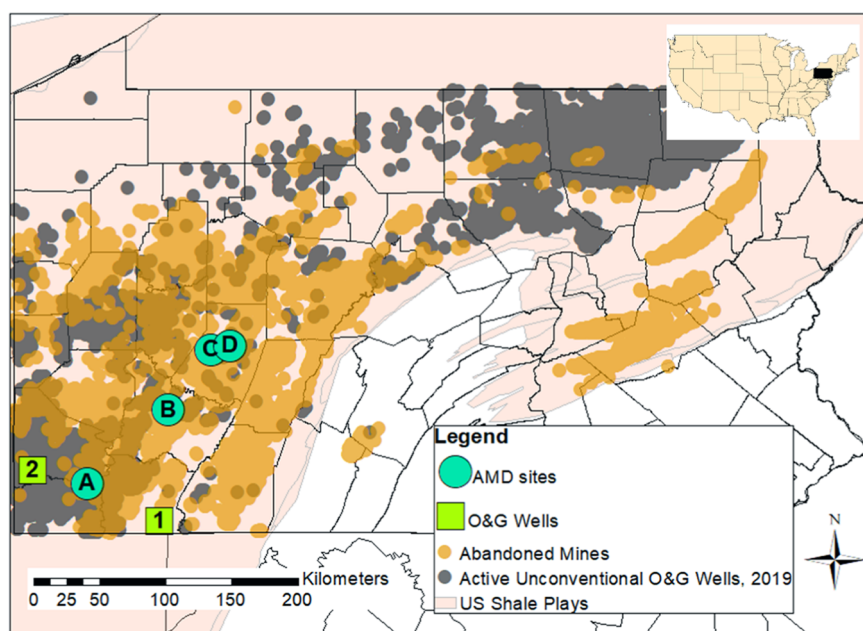 C D
B
2
A
1
Legend
AMD sites
O&G Wells
Abandoned Mines
Active Unconventional O&G Wells, 2019
US Shale Plays
N
Kilometers
0 25 50 100 150 200